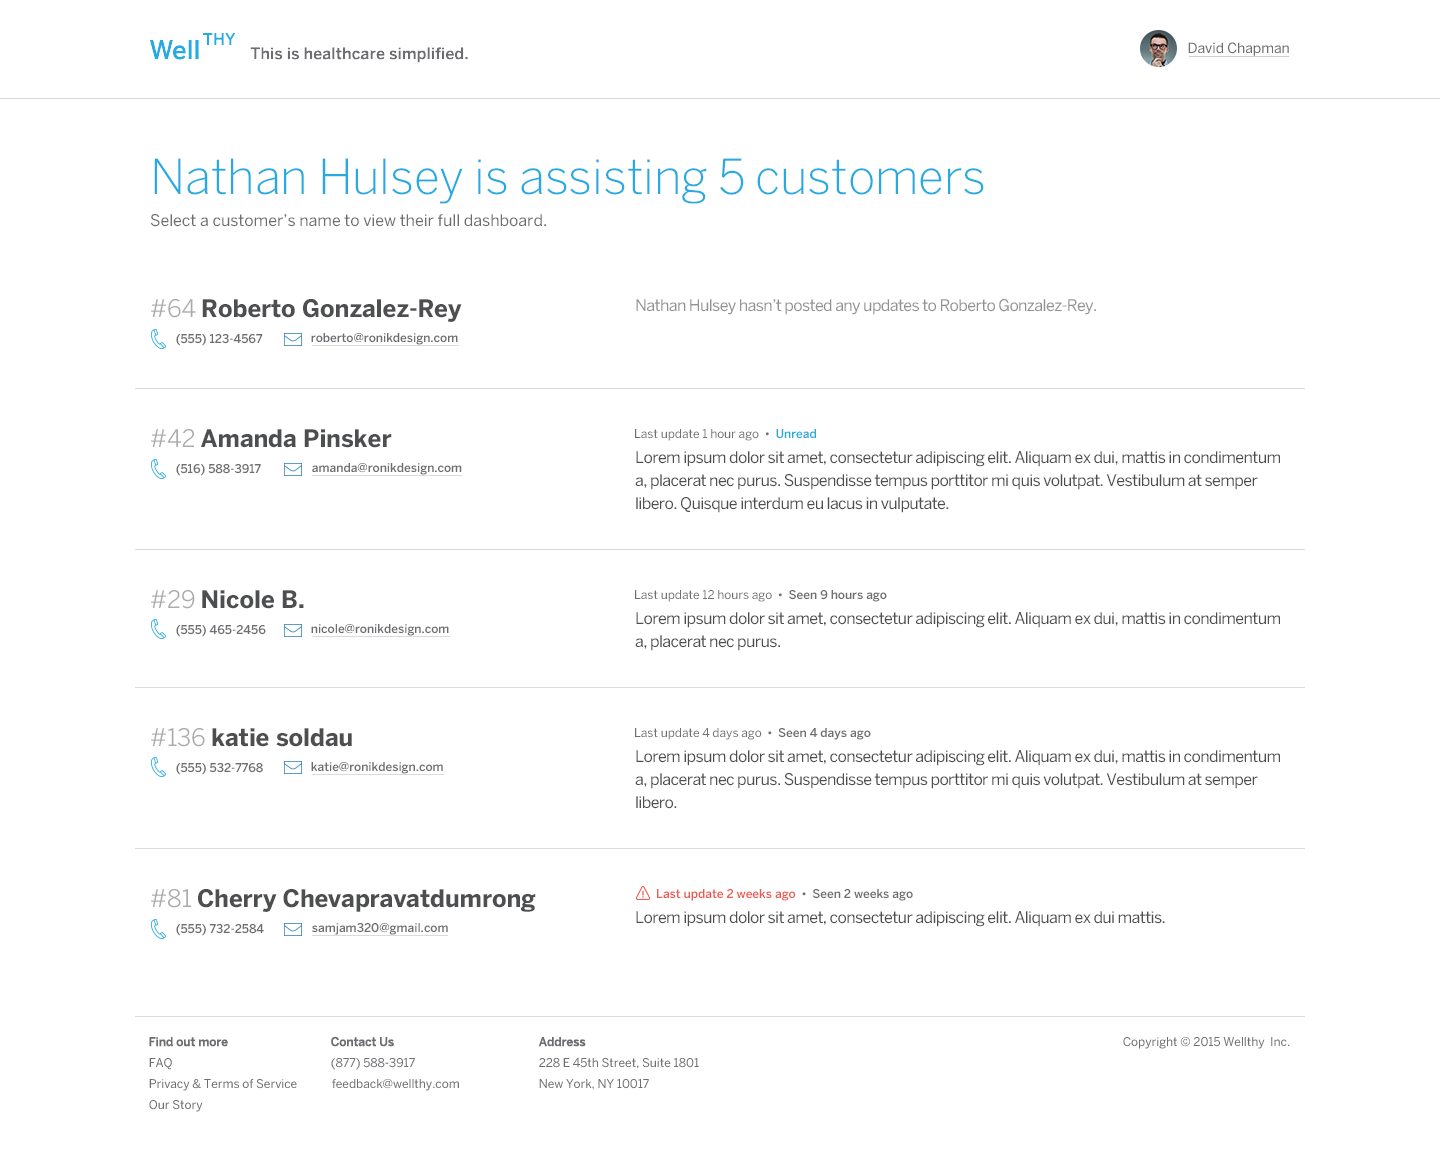 Well THY This is healthcare simplified.
David Chapman
Nathan Hulsey is assisting 5 customers
Select a customer's name to view their full dashboard.
#64 Roberto Gonzalez-Rey
(555) 123-4567 roberto@ronikdesign.com
Nathan Hulsey hasn't posted any updates to Roberto Gonzalez-Rey.
#42 Amanda Pinsker
(516) 588-3917 amanda@ronikdesign.com
Last update 1 hour ago • Unread
Lorem ipsum dolor sit amet, consectetur adipiscing elit. Aliquam ex dui, mattis in condimentum
a, placerat nec purus. Suspendisse tempus porttitor mi quis volutpat. Vestibulum at semper
libero. Quisque interdum eu lacus in vulputate.
#29 Nicole B.
(555) 465-2456 nicole@ronikdesign.com
Last update 12 hours ago • Seen 9 hours ago
Lorem ipsum dolor sit amet, consectetur adipiscing elit. Aliquam ex dui, mattis in condimentum
a, placerat nec purus.
#136 katie soldau
(555) 532-7768 katie@ronikdesign.com
Last update 4 days ago • Seen 4 days ago
Lorem ipsum dolor sit amet, consectetur adipiscing elit. Aliquam ex dui, mattis in condimentum
a, placerat nec purus. Suspendisse tempus porttitor mi quis volutpat. Vestibulum at semper
libero.
#81 Cherry Chevapravatdumrong
(555) 732-2584 samjam320@gmail.com
Last update 2 weeks ago • Seen 2 weeks ago
Lorem ipsum dolor sit amet, consectetur adipiscing elit. Aliquam ex dui mattis.
Find out more
FAQ
Privacy & Terms of Service
Our Story
Contact Us
(877) 588-3917
feedback@wellthy.com
Address
228 E 45th Street, Suite 1801
New York, NY 10017
Copyright © 2015 Wellthy Inc.